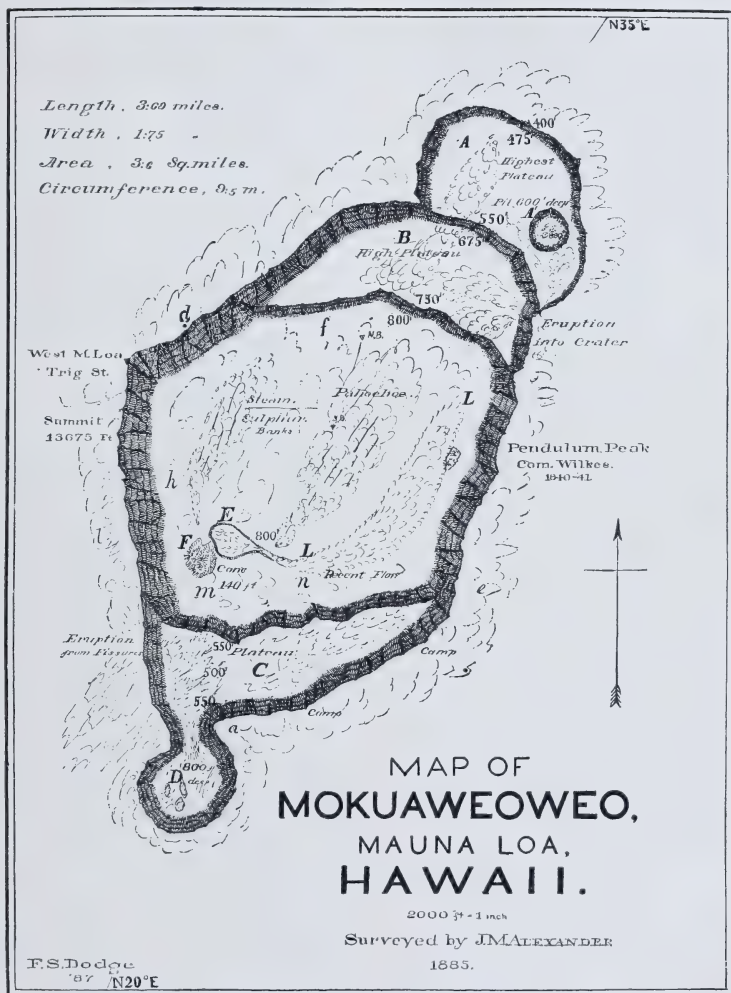 N35°E
Length, 3:69 miles.
Width, 1:75 "
Area, 3:6 Sq. miles.
Circumference, 9:5 m.
400
A
475
Highest
Plateau
Pit, 600' deep
A'
550
B
675
High Plateau
730
800
Eruption
into Crater
d
f
N.B.
West M. Loa
Trig St.
Steam
Sulphur
Banks
Pahoehoe
L
Summit
13675 Ft
Pendulum Peak
Com. Wilkes.
1840-41
h
l
E
F
800
L
Cone
140 ft
m
n
Recent Flow
e
Eruption
from Fissure
550
Plateau
Camp
500
C
550
Camp
a
800
D
deep
MAP OF
MOKUAWEOWEO,
MAUNA LOA,
HAWAII.
2000 ft = 1 inch
Surveyed by J.M.ALEXANDER
1885.
F.S.Dodge
'87
N20°E